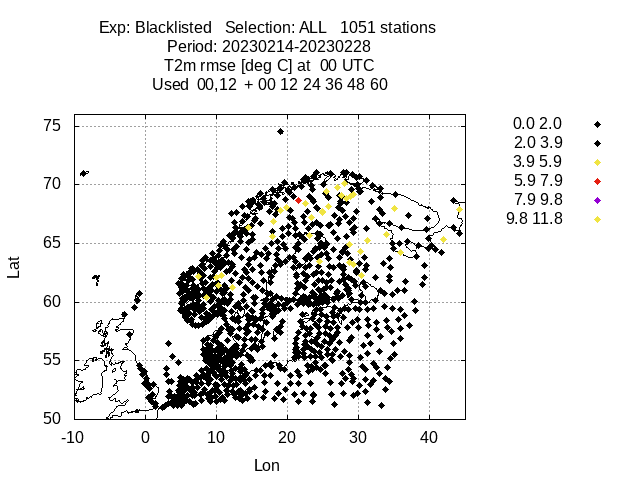 Exp: Blacklisted Selection: ALL 1051 stations
Period: 20230214-20230228
T2m rmse [deg C] at 00 UTC
Used 00,12 + 00 12 24 36 48 60
75
70
65
60
55
50
Lat
-10 0 10 20 30 40
Lon
0.0 2.0
2.0 3.9
3.9 5.9
5.9 7.9
7.9 9.8
9.8 11.8